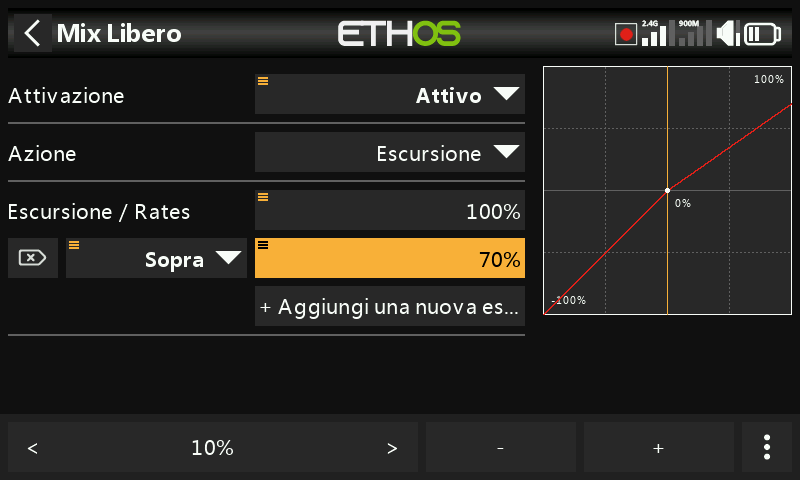 Mix Libero
ETHOS
2.4G
900M
Attivazione
Attivo
Azione
Escursione
Escursione / Rates
100%
Sopra
70%
+ Aggiungi una nuova es...
100%
0%
-100%
< 10% >
-
+